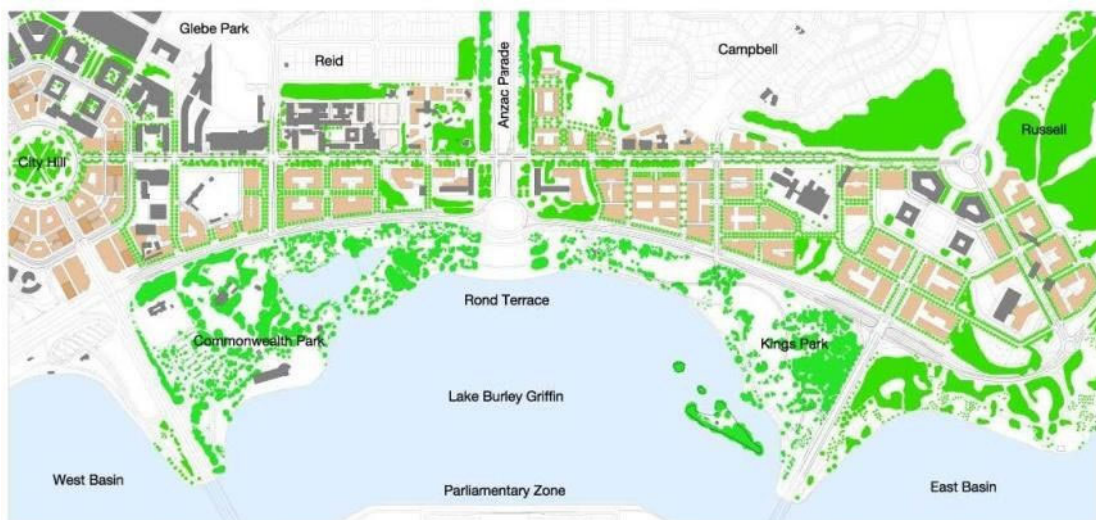 Glebe Park
Reid
Anzac Parade
Campbell
Russell
City Hill
Rond Terrace
Commonwealth Park
Kings Park
Lake Burley Griffin
West Basin
Parliamentary Zone
East Basin